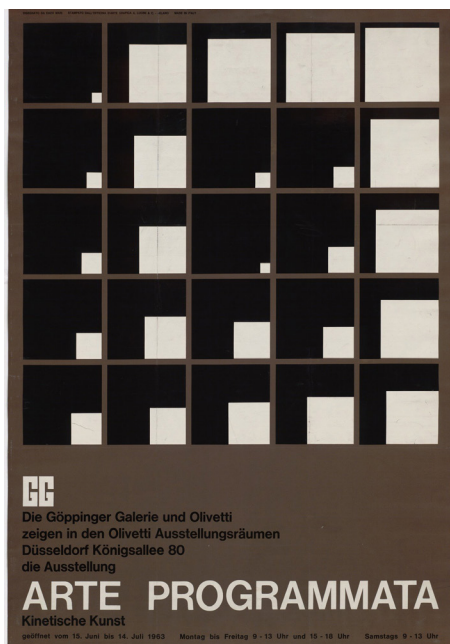 GG
Die Göppinger Galerie und Olivetti
zeigen in den Olivetti Ausstellungsräumen
Düsseldorf Königsallee 80
die Ausstellung
ARTE PROGRAMMATA
Kinetische Kunst
geöffnet vom 15. Juni bis 14. Juli 1963 Montag bis Freitag 9 - 13 Uhr und 15 - 18 Uhr Samstags 9 - 13 Uhr